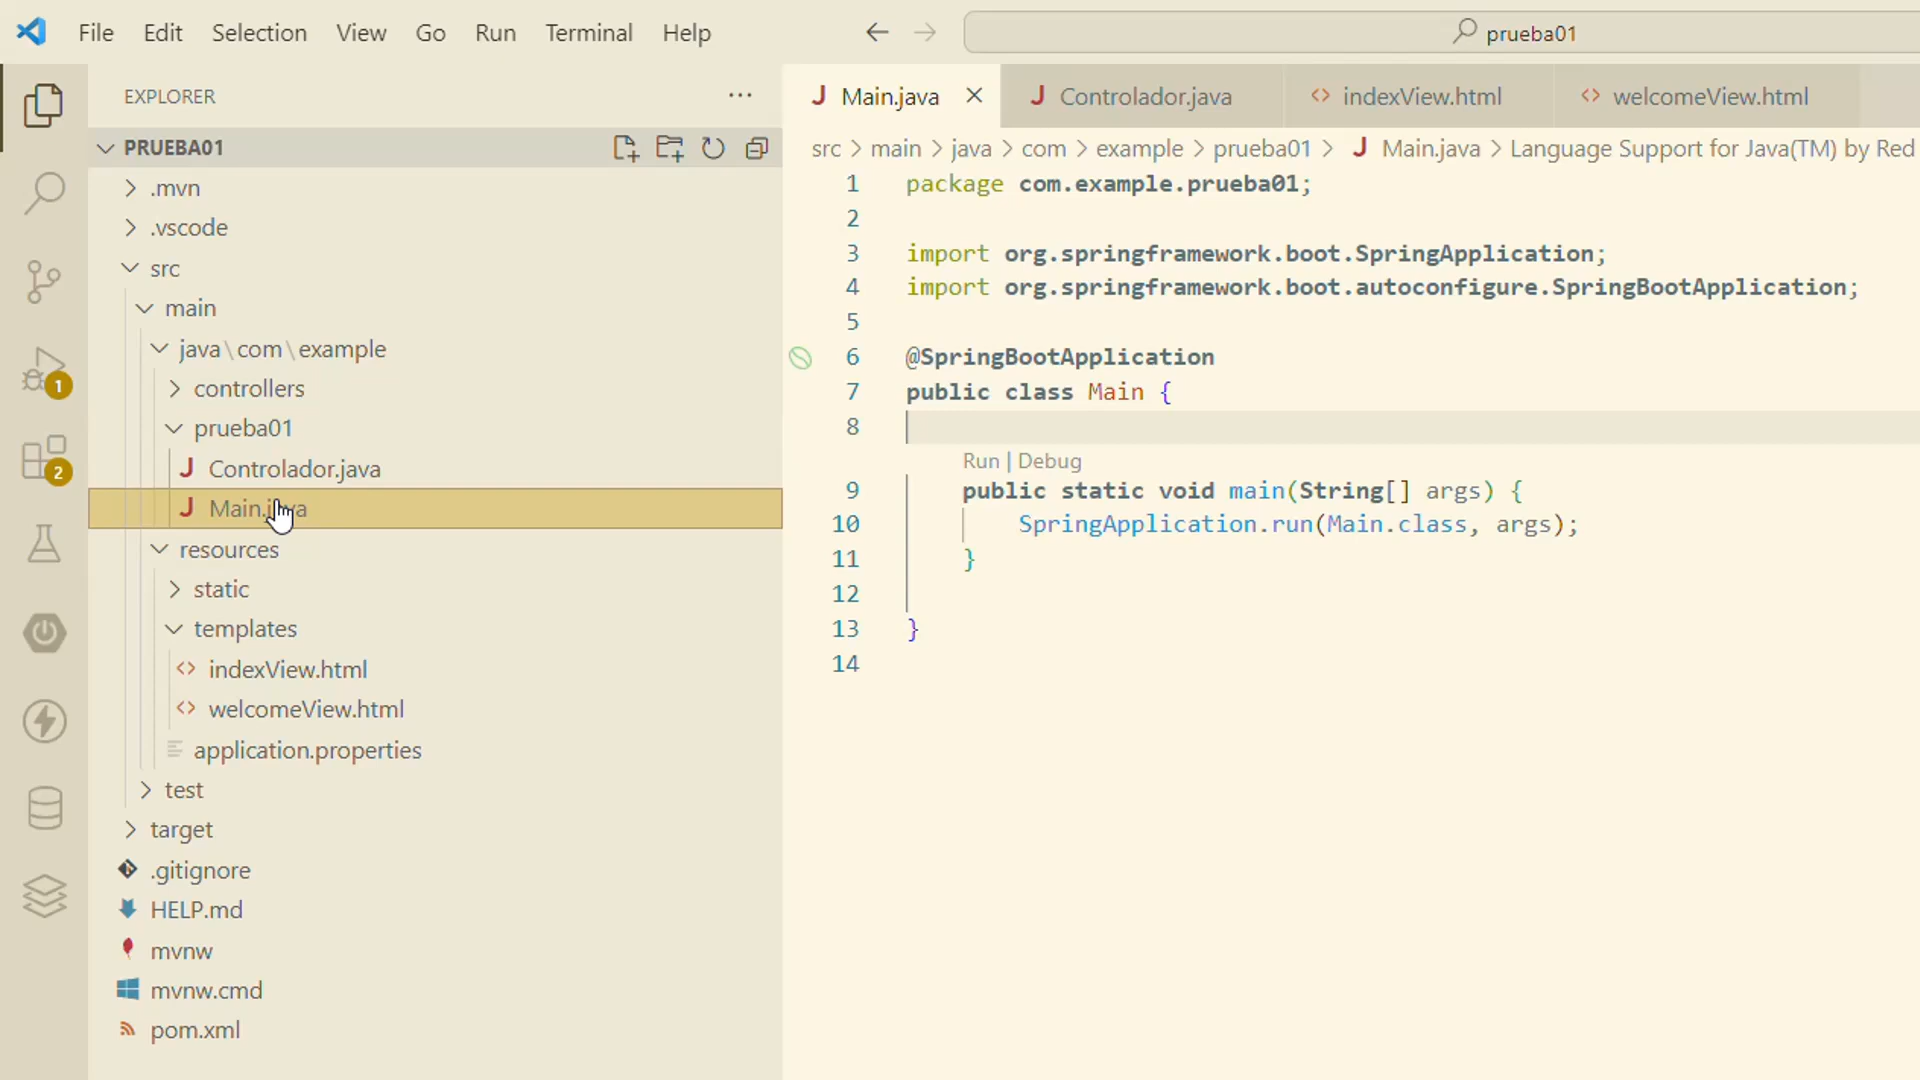 File Edit Selection View Go Run Terminal Help
prueba01
EXPLORER
PRUEBA01
.mvn
.vscode
src
main
java\com\example
controllers
prueba01
Controlador.java
Main.java
resources
static
templates
indexView.html
welcomeView.html
application.properties
test
target
.gitignore
HELP.md
mvnw
mvnw.cmd
pom.xml
1
2
Main.java Controlador.java indexView.html welcomeView.html
src > main > java > com > example > prueba01 > Main.java > Language Support for Java(TM) by Red
1 package com.example.prueba01;
2
3 import org.springframework.boot.SpringApplication;
4 import org.springframework.boot.autoconfigure.SpringBootApplication;
5
6 @SpringBootApplication
7 public class Main {
8
Run | Debug
9 public static void main(String[] args) {
10 SpringApplication.run(Main.class, args);
11 }
12
13 }
14